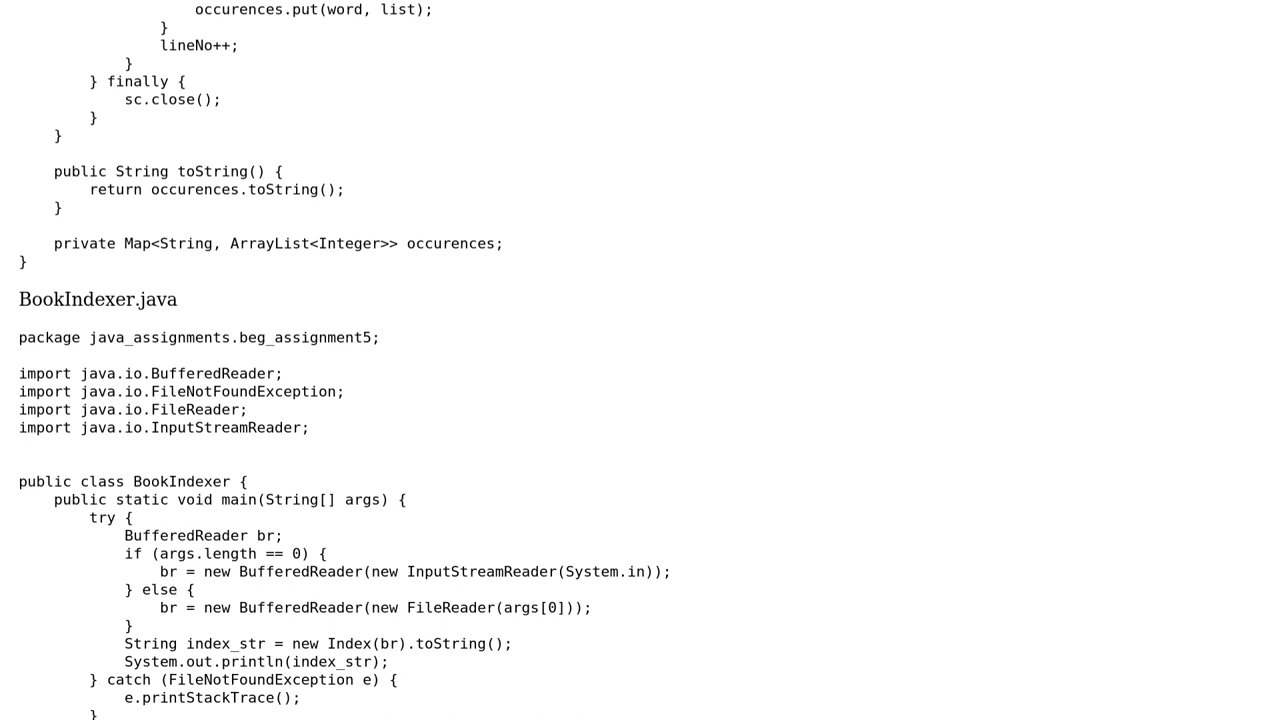 occurences.put(word, list);
                }
                lineNo++;
            }
        } finally {
            sc.close();
        }
    }

    public String toString() {
        return occurences.toString();
    }

    private Map<String, ArrayList<Integer>> occurences;
}
BookIndexer.java
package java_assignments.beg_assignment5;

import java.io.BufferedReader;
import java.io.FileNotFoundException;
import java.io.FileReader;
import java.io.InputStreamReader;


public class BookIndexer {
    public static void main(String[] args) {
        try {
            BufferedReader br;
            if (args.length == 0) {
                br = new BufferedReader(new InputStreamReader(System.in));
            } else {
                br = new BufferedReader(new FileReader(args[0]));
            }
            String index_str = new Index(br).toString();
            System.out.println(index_str);
        } catch (FileNotFoundException e) {
            e.printStackTrace();
        }